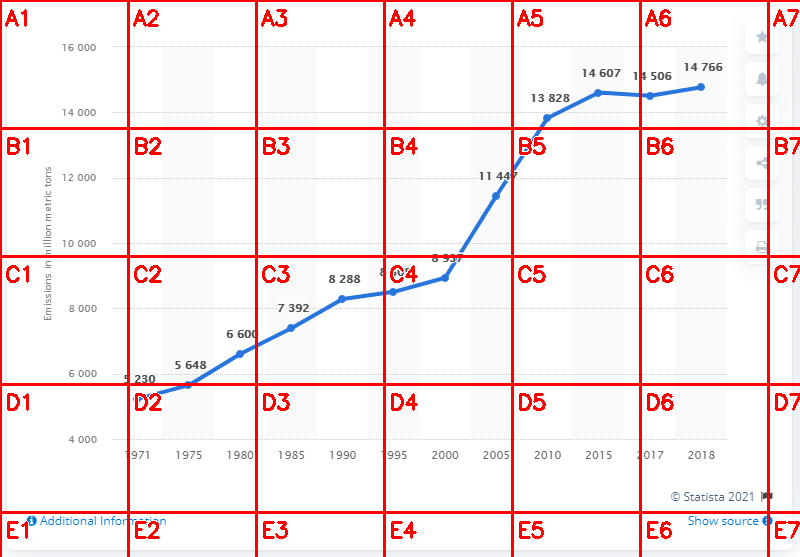 A1 A2 A3 A4 A5 A6 A7
16 000
14 607 14 506 14 766
13 828
14 000
B1 B2 B3 B4 B5 B6 B7
12 000
11 447
10 000
Emissions in million metric tons
8 937
C1 C2 C3 C4 C5 C6 C7
8 288
8 000
7 392
6 600
5 648
6 000
5 230
D1 D2 D3 D4 D5 D6 D7
4 000
1971 1975 1980 1985 1990 1995 2000 2005 2010 2015 2017 2018
© Statista 2021
Additional Information
Show source
E1 E2 E3 E4 E5 E6 E7